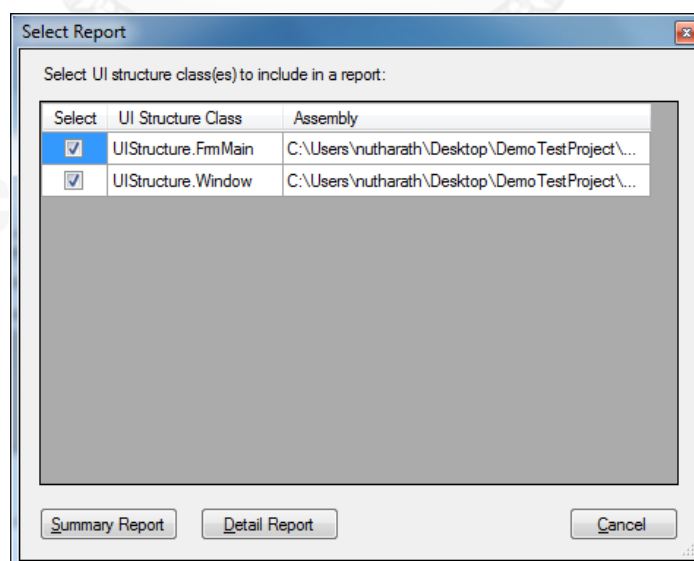 Select Report
Select UI structure class(es) to include in a report:
Select UI Structure Class Assembly
UIStructure.FrmMain C:\Users\nutharath\Desktop\DemoTestProject\...
UIStructure.Window C:\Users\nutharath\Desktop\DemoTestProject\...
Summary Report Detail Report Cancel